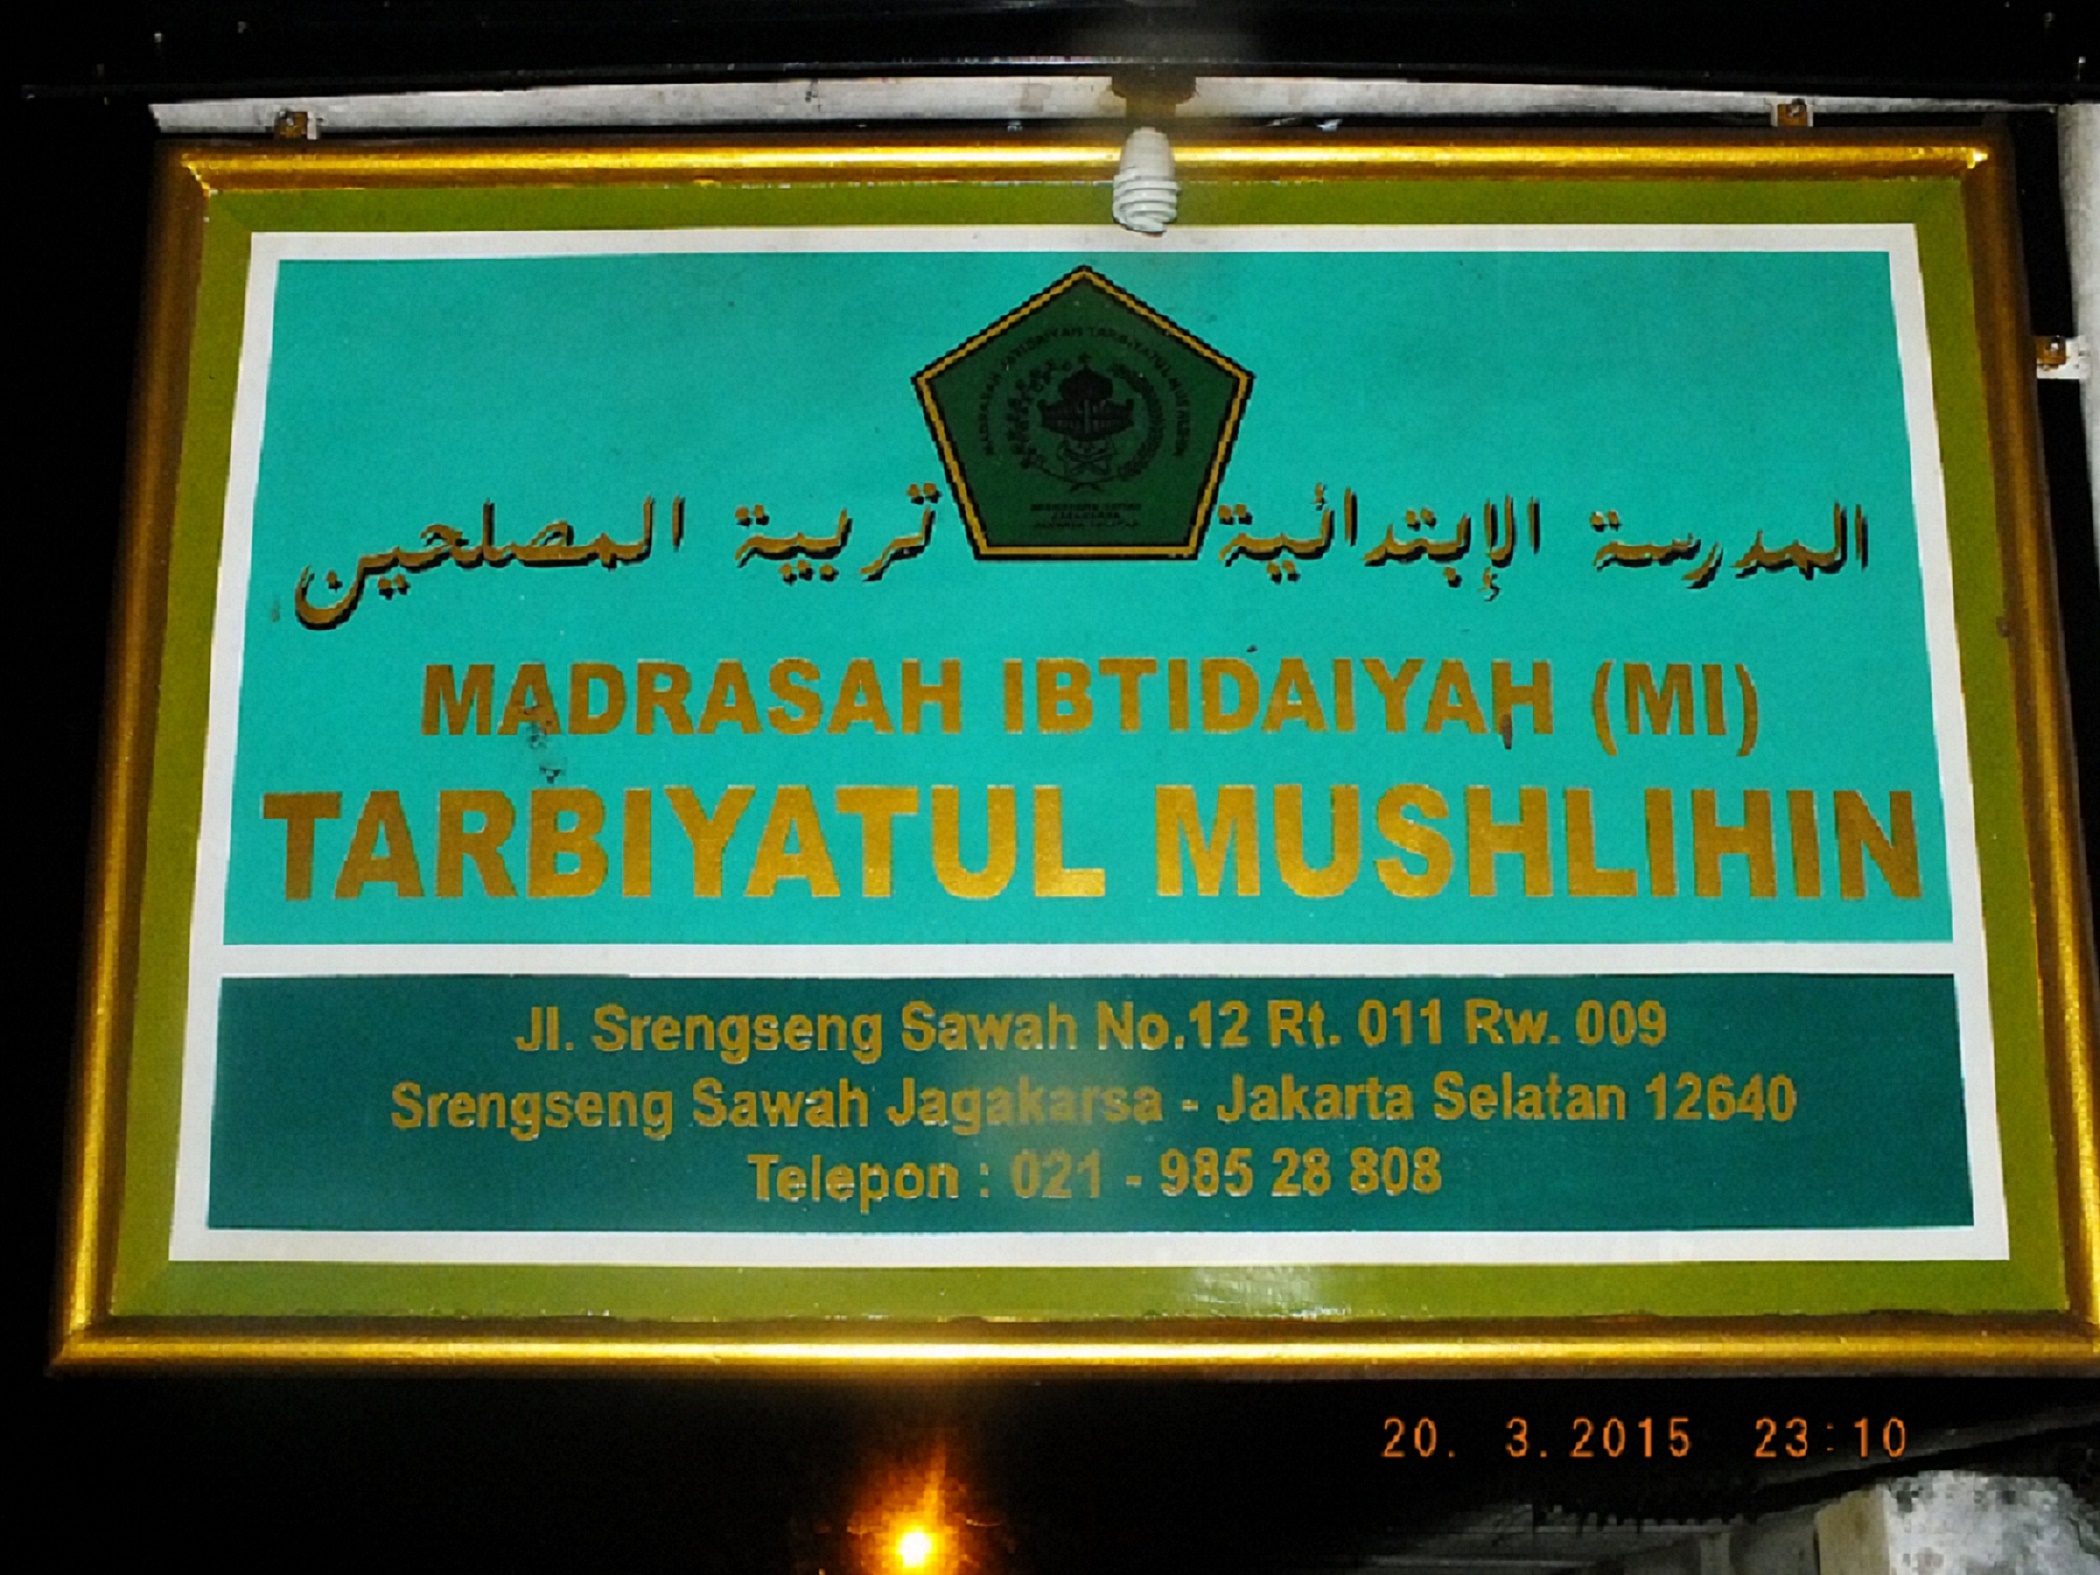 المدرسة الإبتدائية تربية المصلحين
MADRASAH IBTIDAIYAH (MI)
TARBIYATUL MUSHLIHIN
Jl. Srengseng Sawah No.12 Rt. 011 Rw. 009
Srengseng Sawah Jagakarsa - Jakarta Selatan 12640
Telepon : 021 - 985 28 808
20. 3.2015 23:10